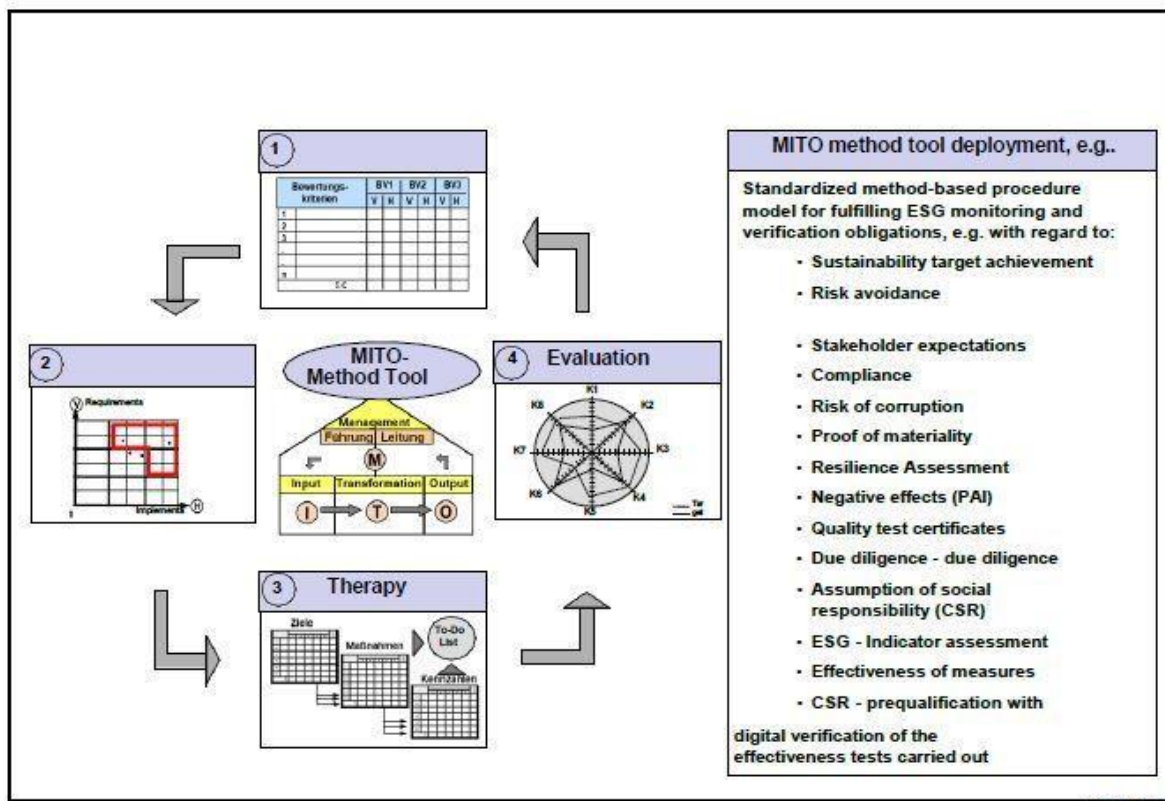 1
Bewertungs-
kriterien
BV1 BV2 BV3
V H V H V H
1
2
3
.
.
n
2
V Requirements
1
Implements H
MITO-
Method Tool
Management
Führung Leitung
M
Input Transformation Output
I T O
3 Therapy
Ziele
Maßnahmen
To-Do
List
Kennzahlen
4 Evaluation
K1
K2
K3
K4
K5
K6
K7
K8
MITO method tool deployment, e.g..
Standardized method-based procedure
model for fulfilling ESG monitoring and
verification obligations, e.g. with regard to:
· Sustainability target achievement
· Risk avoidance
· Stakeholder expectations
· Compliance
· Risk of corruption
· Proof of materiality
· Resilience Assessment
· Negative effects (PAI)
· Quality test certificates
· Due diligence - due diligence
· Assumption of social
responsibility (CSR)
· ESG - Indicator assessment
· Effectiveness of measures
· CSR - prequalification with
digital verification of the
effectiveness tests carried out